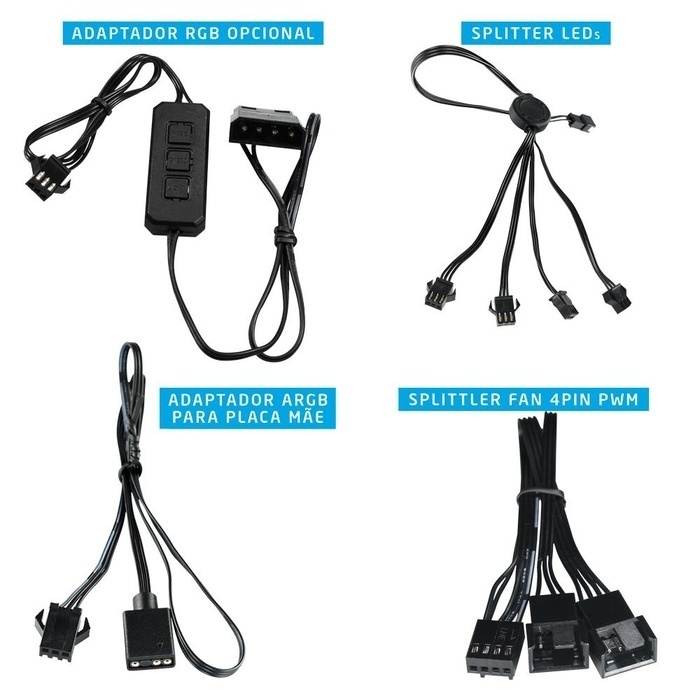 ADAPTADOR RGB OPCIONAL
SPLITTER LEDs
ADAPTADOR ARGB
PARA PLACA MÃE
SPLITTLER FAN 4PIN PWM